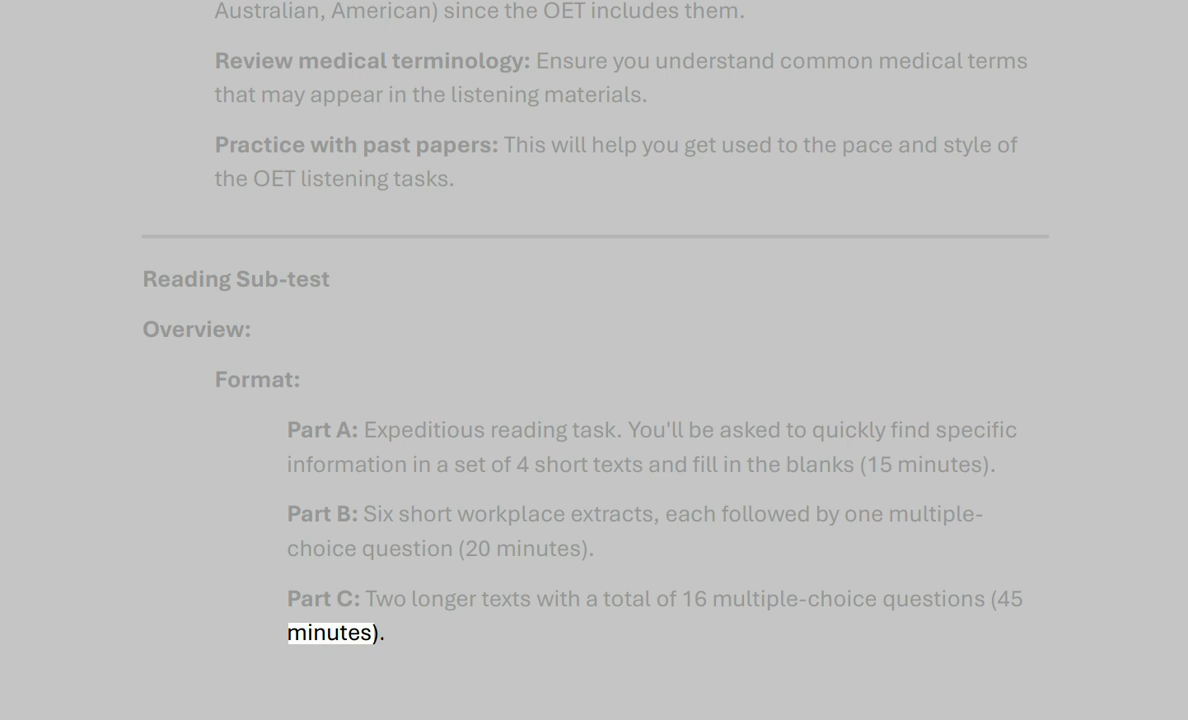 Australian, American) since the OET includes them.
Review medical terminology: Ensure you understand common medical terms
that may appear in the listening materials.
Practice with past papers: This will help you get used to the pace and style of
the OET listening tasks.
Reading Sub-test
Overview:
Format:
Part A: Expeditious reading task. You'll be asked to quickly find specific
information in a set of 4 short texts and fill in the blanks (15 minutes).
Part B: Six short workplace extracts, each followed by one multiple-
choice question (20 minutes).
Part C: Two longer texts with a total of 16 multiple-choice questions (45
minutes).